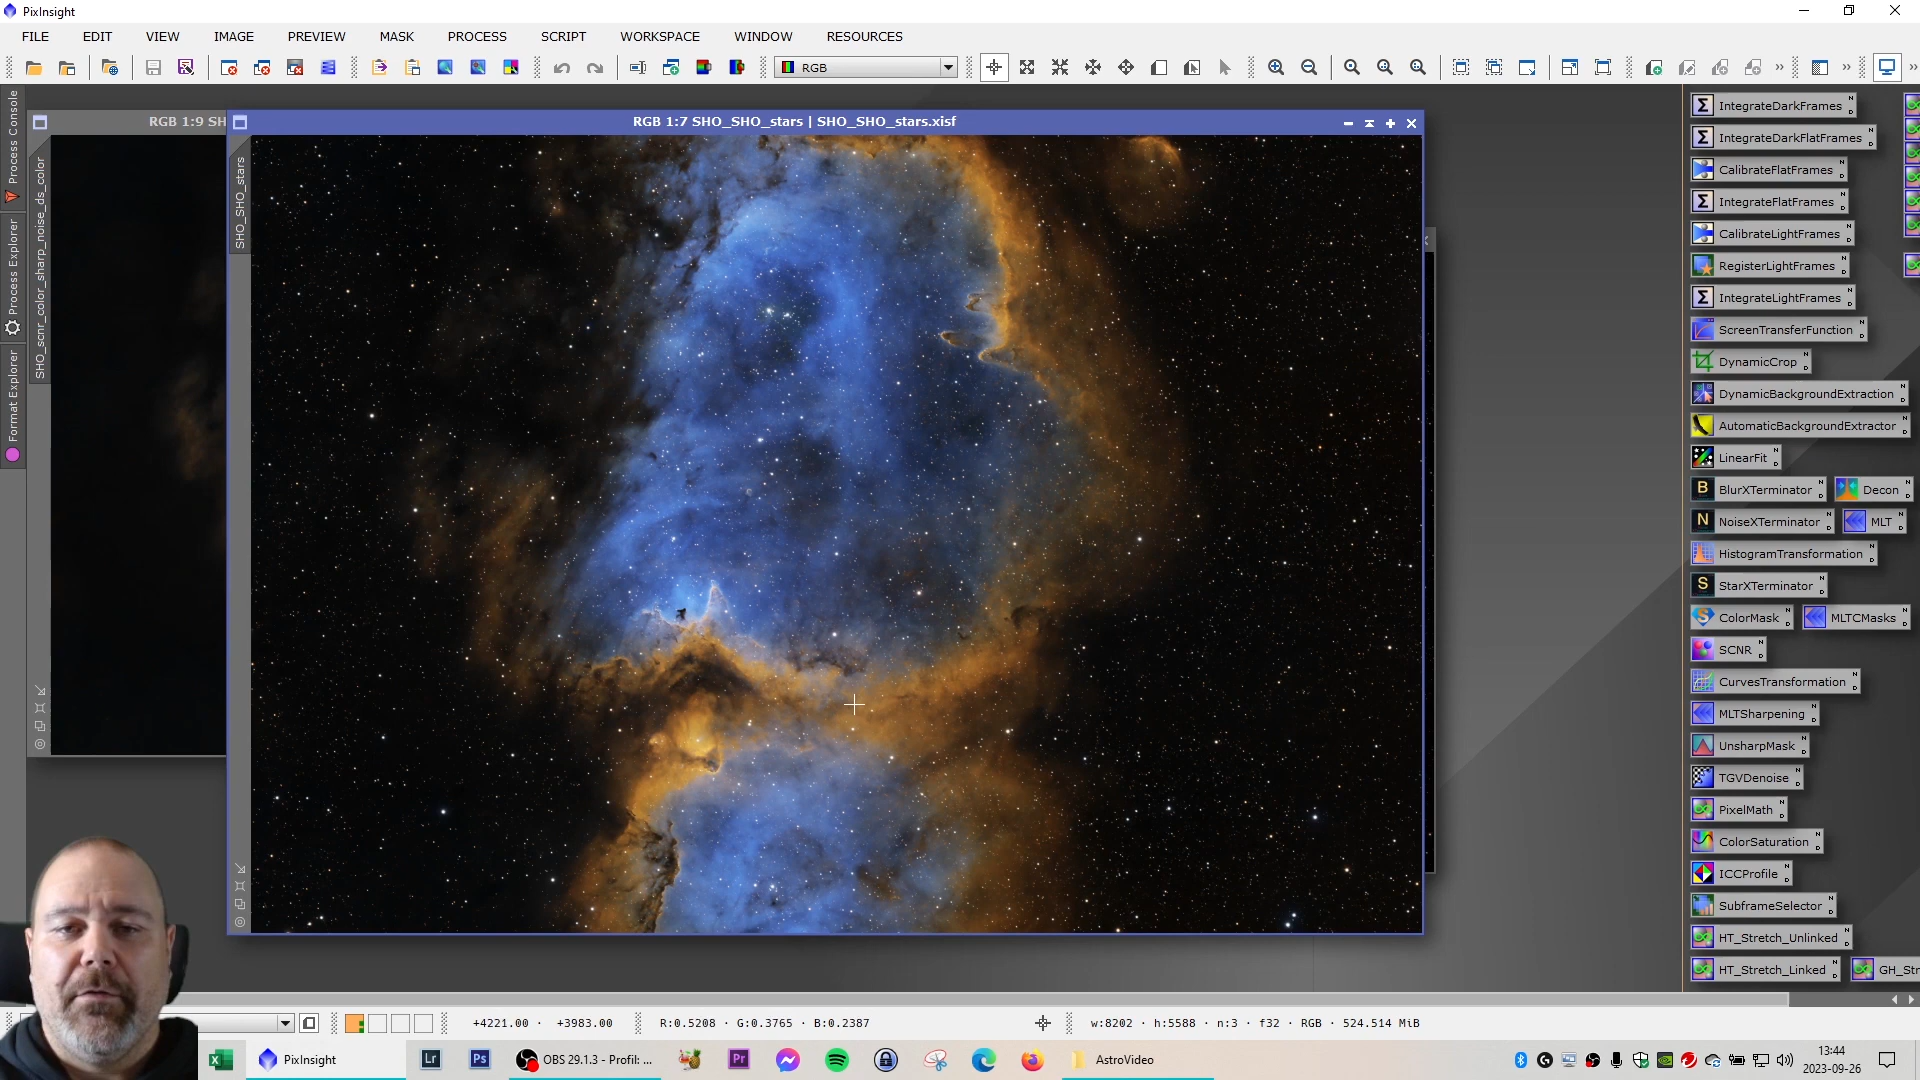 PixInsight
FILE EDIT VIEW IMAGE PREVIEW MASK PROCESS SCRIPT WORKSPACE WINDOW RESOURCES
RGB
Process Console
Process Explorer
Format Explorer
RGB 1:9 SH
SHO_scnr_color_sharp_noise_ds_color
RGB 1:7 SHO_SHO_stars | SHO_SHO_stars.xisf
SHO_SHO_stars
IntegrateDarkFrames
IntegrateDarkFlatFrames
CalibrateFlatFrames
IntegrateFlatFrames
CalibrateLightFrames
RegisterLightFrames
IntegrateLightFrames
ScreenTransferFunction
DynamicCrop
DynamicBackgroundExtraction
AutomaticBackgroundExtractor
LinearFit
B BlurXTerminator Decon
N NoiseXTerminator MLT
HistogramTransformation
S StarXTerminator
ColorMask MLTCMasks
SCNR
CurvesTransformation
MLTSharpening
UnsharpMask
TGVDenoise
PixelMath
ColorSaturation
ICCProfile
SubframeSelector
HT_Stretch_Unlinked
HT_Stretch_Linked GH_Str
+4221.00 · +3983.00 R:0.5208 · G:0.3765 · B:0.2387 w:8202 · h:5588 · n:3 · f32 · RGB · 524.514 MiB
PixInsight Lr Ps OBS 29.1.3 - Profil: ... Pr AstroVideo
13:44
2023-09-26